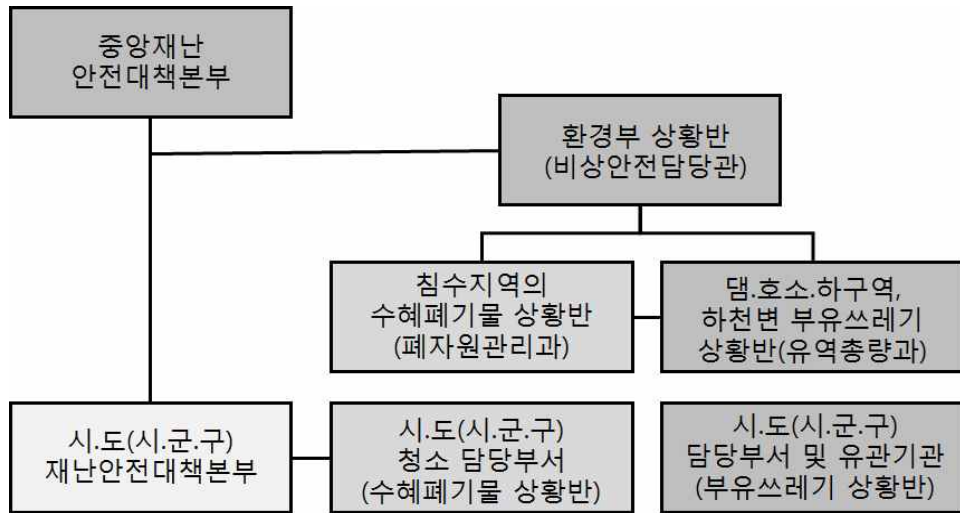 중앙재난
안전대책본부
환경부 상황반
(비상안전담당관)
침수지역의
수혜폐기물 상황반
(폐자원관리과)
댐.호소.하구역,
하천변 부유쓰레기
상황반(유역총량과)
시.도(시.군.구)
재난안전대책본부
시.도(시.군.구)
청소 담당부서
(수혜폐기물 상황반)
시.도(시.군.구)
담당부서 및 유관기관
(부유쓰레기 상황반)